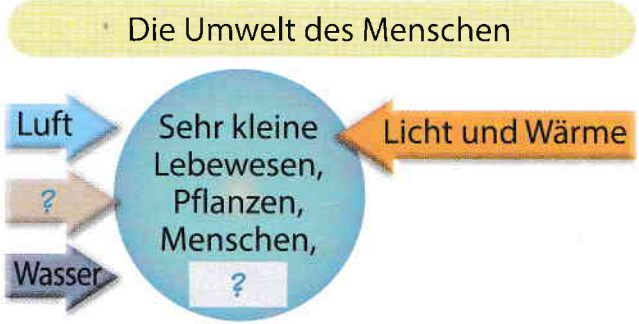 Die Umwelt des Menschen
Luft
?
Wasser
Sehr kleine
Lebewesen,
Pflanzen,
Menschen,
?
Licht und Wärme